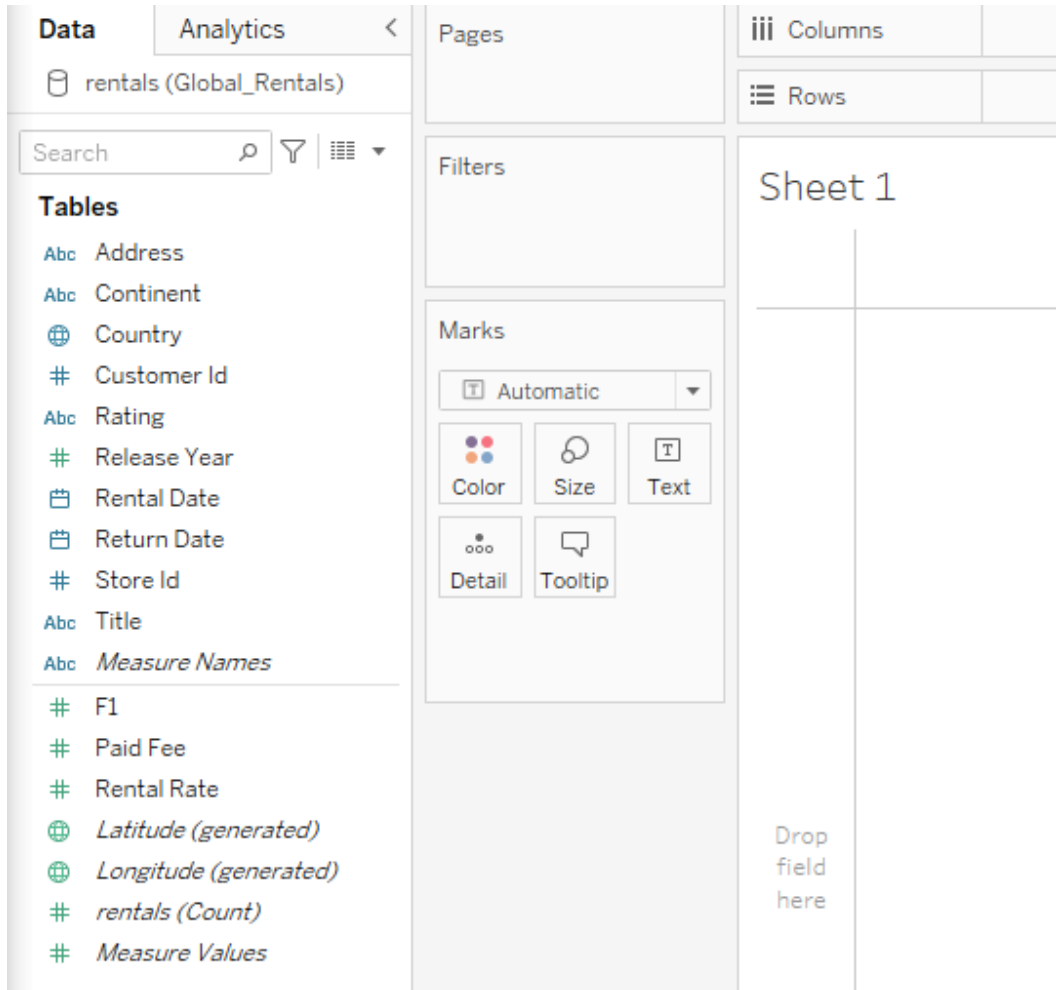 Data
Analytics
rentals (Global_Rentals)
Search
Tables
Abc Address
Abc Continent
Country
# Customer Id
Abc Rating
# Release Year
Rental Date
Return Date
# Store Id
Abc Title
Abc Measure Names
# F1
# Paid Fee
# Rental Rate
Latitude (generated)
Longitude (generated)
# rentals (Count)
# Measure Values
Pages
Filters
Marks
T Automatic
Color Size T Text
Detail Tooltip
Columns
Rows
Sheet 1
Drop
field
here